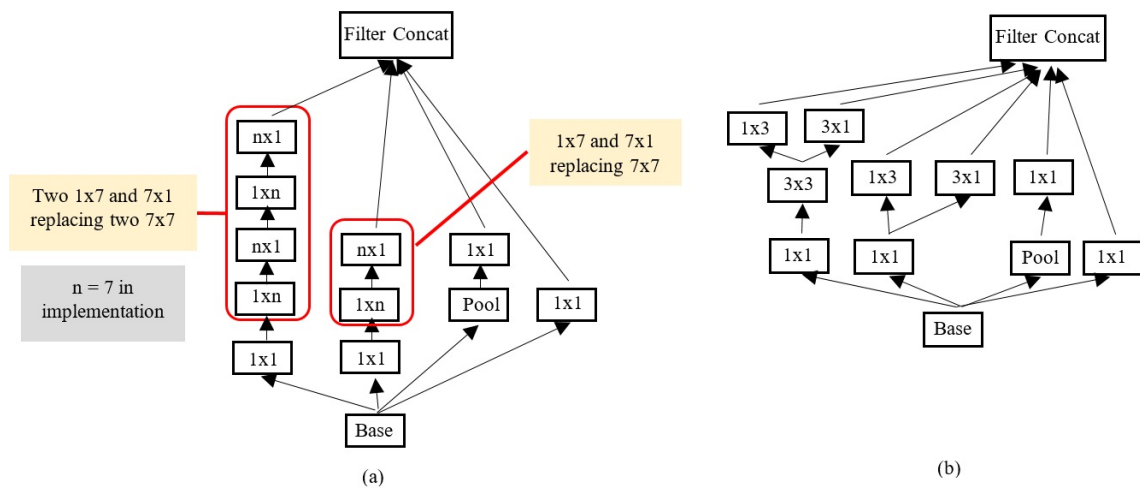 Filter Concat
nx1
1xn
nx1
1xn
1x1
nx1
1xn
1x1
1x1
Pool
1x1
Base
Two 1x7 and 7x1
replacing two 7x7
n = 7 in
implementation
1x7 and 7x1
replacing 7x7
(a)
Filter Concat
1x3
3x1
3x3
1x1
1x3
3x1
1x1
1x1
Pool
1x1
Base
(b)